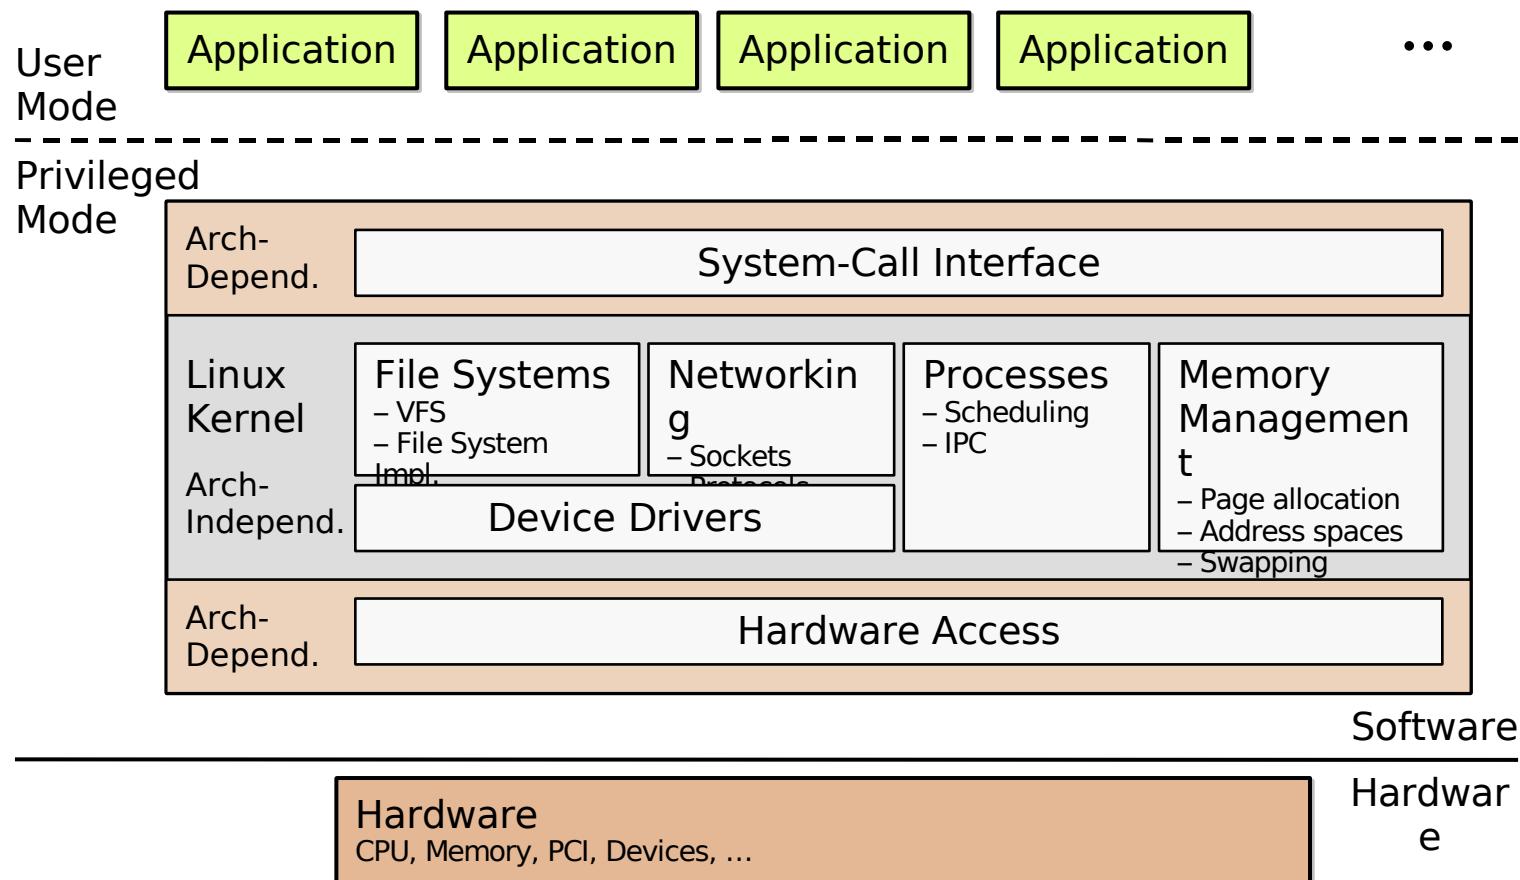 Application
Application
Application
Application
...
User
Mode
Privileged
Mode
Arch-
Depend.
System-Call Interface
Linux
Kernel
Arch-
Independ.
File Systems
– VFS
– File System
Impl.
Networkin
g
– Sockets
– Protocols
Device Drivers
Processes
– Scheduling
– IPC
Memory
Managemen
t
– Page allocation
– Address spaces
– Swapping
Arch-
Depend.
Hardware Access
Software
Hardwar
e
Hardware
CPU, Memory, PCI, Devices, …